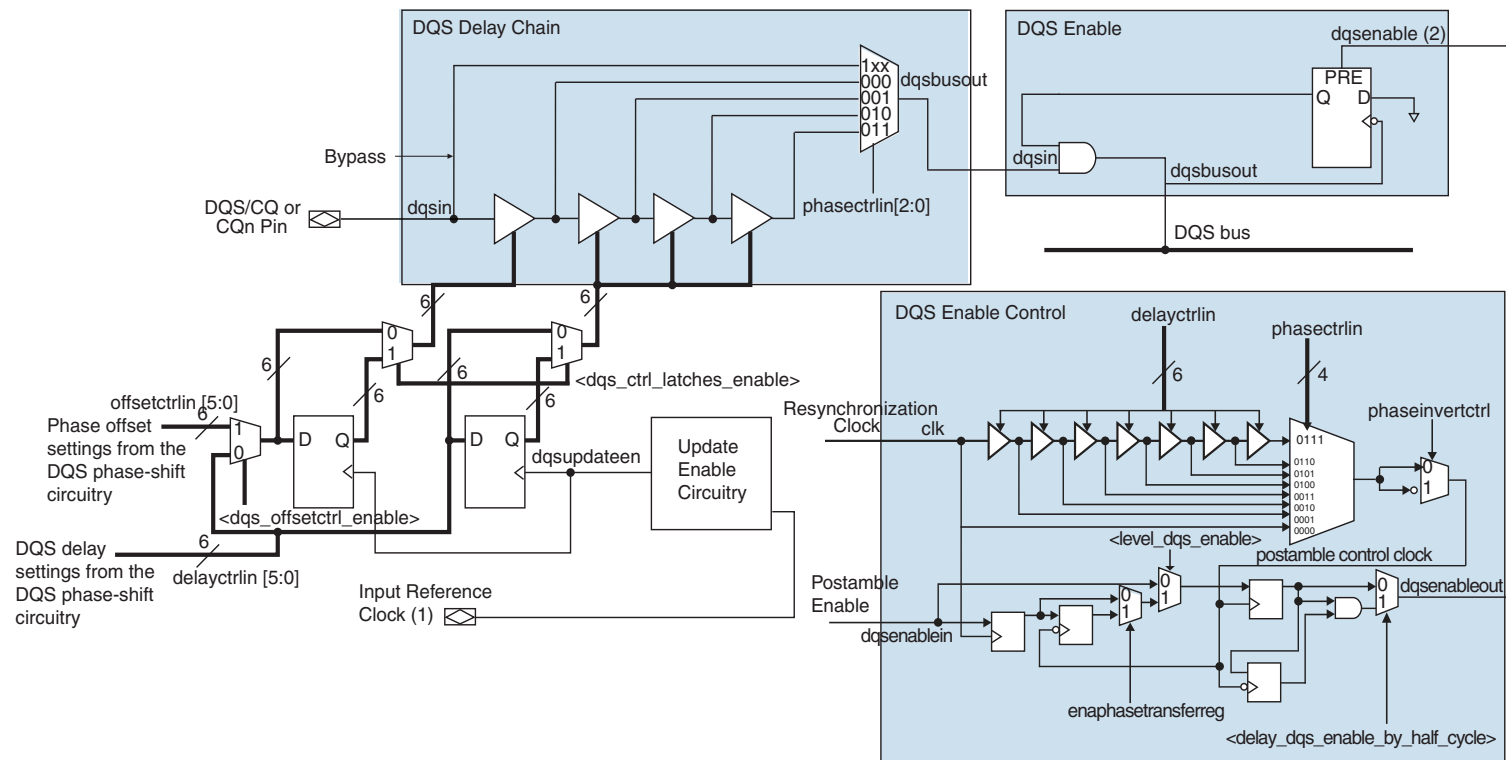 DQS Delay Chain
1xx
000
001
010
011
dqsbusout
Bypass
DQS/CQ or
CQn Pin
dqsin
phasectrlin[2:0]
DQS Enable
dqsenable (2)
PRE
Q
D
dqsin
dqsbusout
DQS bus
6
6
0
1
0
1
6
6
6
6
<dqs_ctrl_latches_enable>
offsetctrlin [5:0]
6
Phase offset
settings from the
DQS phase-shift
circuitry
1
0
D
Q
D
Q
dqsupdateen
Update
Enable
Circuitry
<dqs_offsetctrl_enable>
DQS delay
settings from the
DQS phase-shift
circuitry
6
delayctrlin [5:0]
Input Reference
Clock (1)
DQS Enable Control
delayctrlin
6
phasectrlin
4
phaseinvertctrl
Resynchronization
Clock
clk
0111
0110
0101
0100
0011
0010
0001
0000
0
1
<level_dqs_enable>
postamble control clock
Postamble
Enable
dqsenablein
0
1
0
1
0
1
dqsenableout
enaphasetransferreg
<delay_dqs_enable_by_half_cycle>